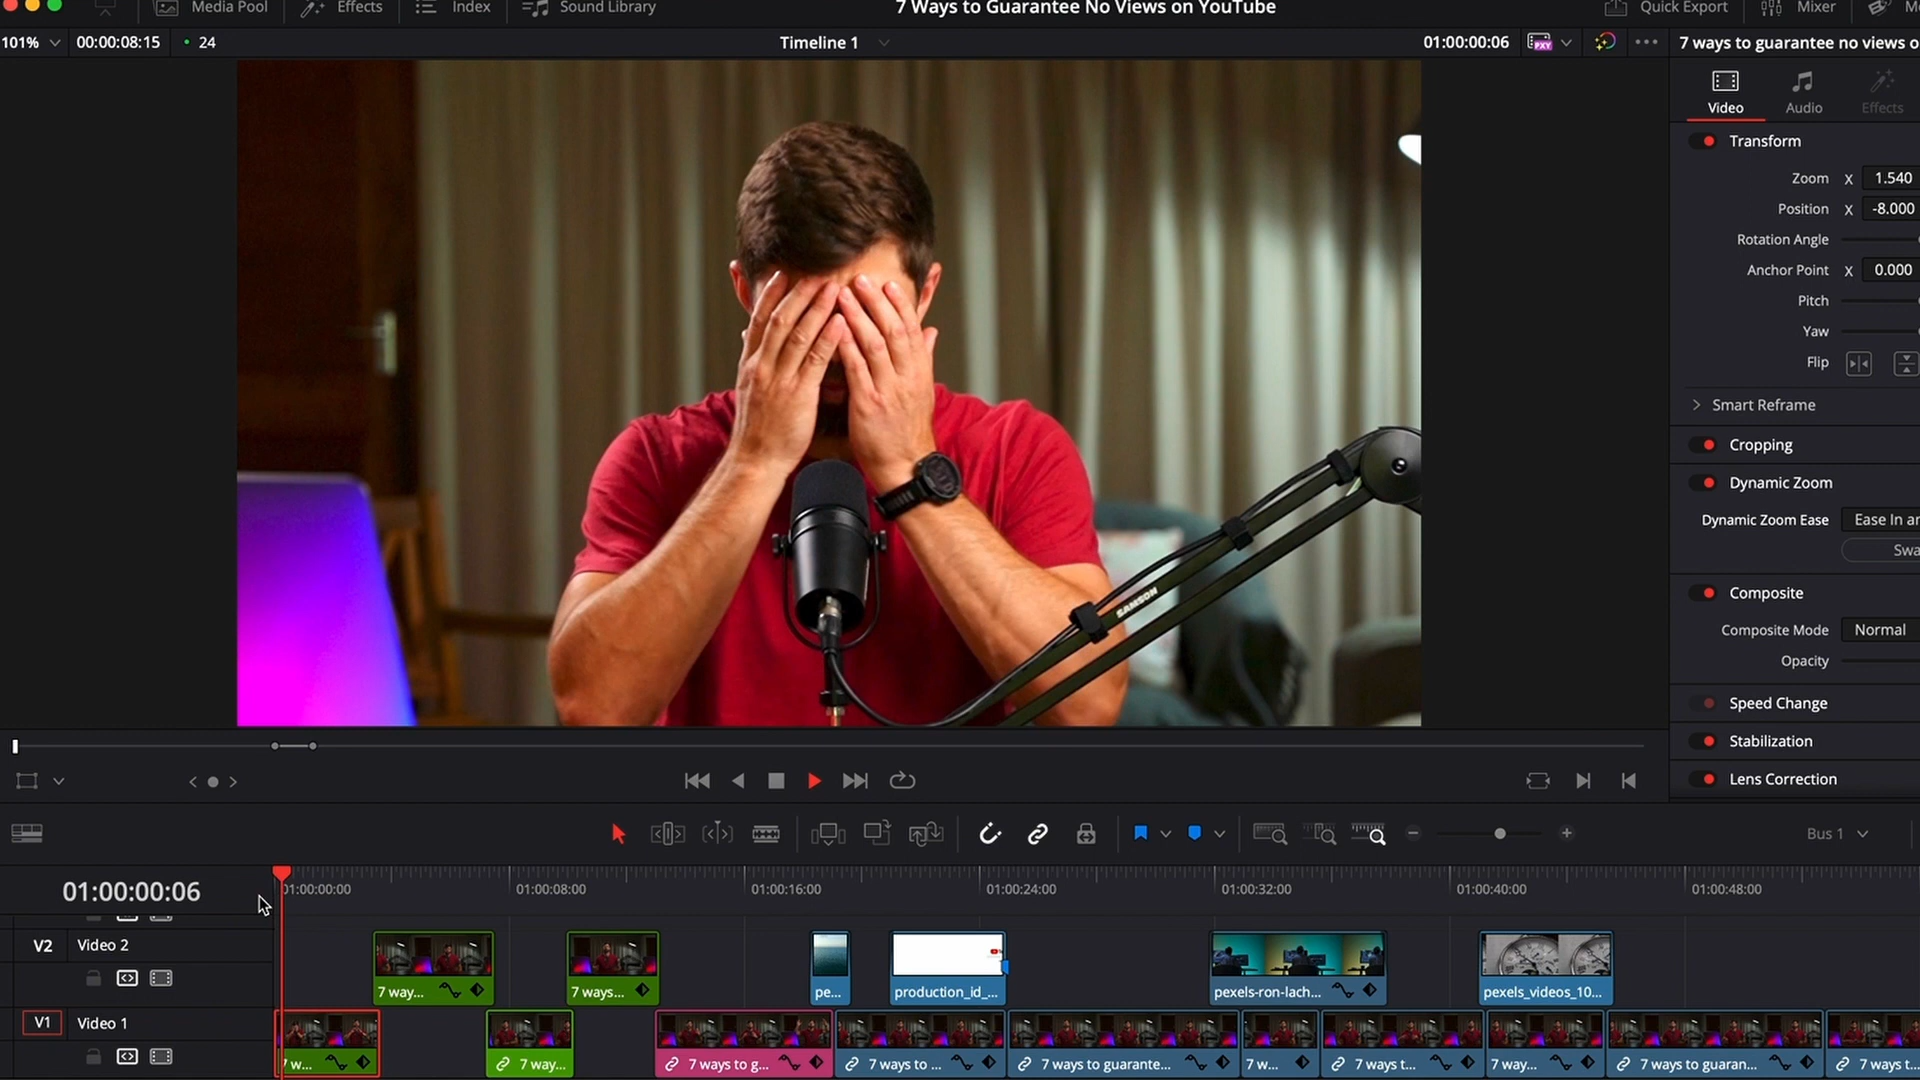 Media Pool
Effects
Index
Sound Library
7 Ways to Guarantee No Views on YouTube
Quick Export
Mixer
101%
00:00:08:15
24
Timeline 1
01:00:00:06
PXY
7 ways to guarantee no views o
Video
Audio
Effects
Transform
Zoom X 1.540
Position X -8.000
Rotation Angle
Anchor Point X 0.000
Pitch
Yaw
Flip
Smart Reframe
Cropping
Dynamic Zoom
Dynamic Zoom Ease Ease In an
Swa
Composite
Composite Mode Normal
Opacity
Speed Change
Stabilization
Lens Correction
SAMSON
Bus 1
01:00:00:06
01:00:00:00
01:00:08:00
01:00:16:00
01:00:24:00
01:00:32:00
01:00:40:00
01:00:48:00
V2
Video 2
7 way...
7 ways...
pe...
production_id_...
pexels-ron-lach...
pexels_videos_10...
V1
Video 1
7 w...
7 way...
7 ways to g...
7 ways to ...
7 ways to guarante...
7 w...
7 ways t...
7 way...
7 ways to guaran...
7 ways t...